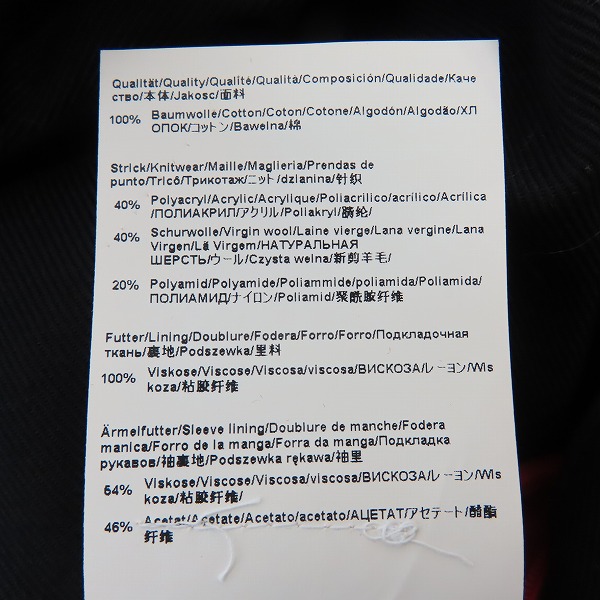 Qualität/Quality/Qualité/Qualità/Composición/Qualidade/Каче
ство/本体/Jakosc/面料
100% Baumwolle/Cotton/Coton/Cotone/Algodón/Algodão/ХЛ
ОПОК/コットン/Bawelna/棉
Strick/Knitwear/Maille/Maglieria/Prendas de
punto/Tricô/Трикотаж/ニット/dzianina/针织
40% Polyacryl/Acrylic/Acrylique/Poliacrilico/acrílico/Acrílica
/ПОЛИАКРИЛ/アクリル/Poliakryl/腈纶/
40% Schurwolle/Virgin wool/Laine vierge/Lana vergine/Lana
Virgen/Lã Virgem/НАТУРАЛЬНАЯ
ШЕРСТЬ/ウール/Czysta welna/新剪羊毛/
20% Polyamid/Polyamide/Poliammide/poliamida/Poliamida/
ПОЛИАМИД/ナイロン/Poliamid/聚酰胺纤维
Futter/Lining/Doublure/Fodera/Forro/Forro/Подкладочная
ткань/裏地/Podszewka/里料
100% Viskose/Viscose/Viscosa/viscosa/ВИСКОЗА/レーヨン/Wis
koza/粘胶纤维
Ärmelfutter/Sleeve lining/Doublure de manche/Fodera
manica/Forro de la manga/Forra da manga/Подкладка
рукавов/袖裏地/Podszewka rękawa/袖里
54% Viskose/Viscose/Viscosa/viscosa/ВИСКОЗА/レーヨン/Wis
koza/粘胶纤维/
46% Acetat/Acetate/Acetato/acetato/АЦЕТАТ/アセテート/醋酯
纤维